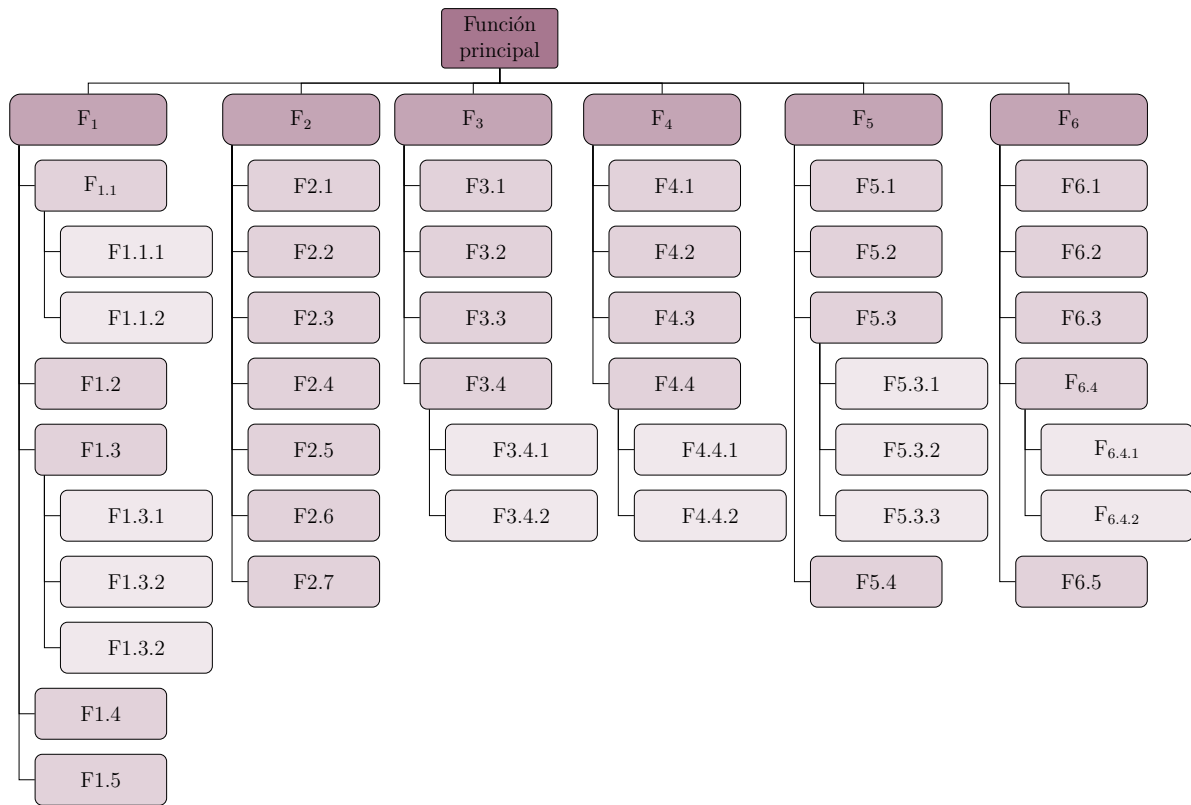 Función
principal
F₁
F₂
F₃
F₄
F₅
F₆
F₁.₁
F1.1.1
F1.1.2
F1.2
F1.3
F1.3.1
F1.3.2
F1.3.2
F1.4
F1.5
F2.1
F2.2
F2.3
F2.4
F2.5
F2.6
F2.7
F3.1
F3.2
F3.3
F3.4
F3.4.1
F3.4.2
F4.1
F4.2
F4.3
F4.4
F4.4.1
F4.4.2
F5.1
F5.2
F5.3
F5.3.1
F5.3.2
F5.3.3
F5.4
F6.1
F6.2
F6.3
F₆.₄
F₆.₄.₁
F₆.₄.₂
F6.5